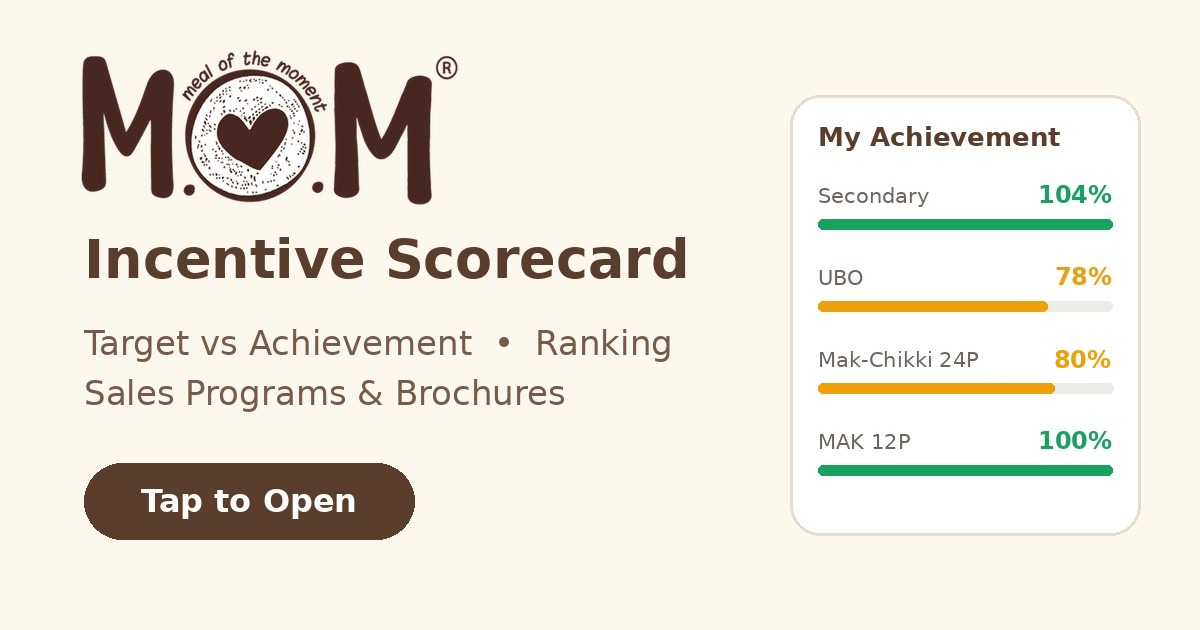 M.O.M
meal of the moment
®
Incentive Scorecard
Target vs Achievement • Ranking
Sales Programs & Brochures
Tap to Open
My Achievement
Secondary 104%
UBO 78%
Mak-Chikki 24P 80%
MAK 12P 100%